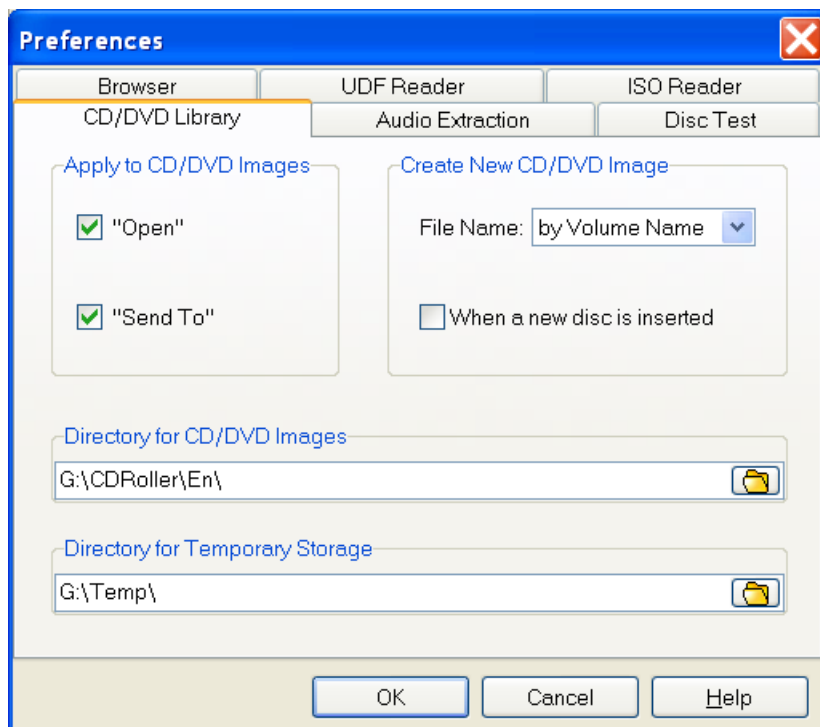 Preferences
Browser UDF Reader ISO Reader
CD/DVD Library Audio Extraction Disc Test
Apply to CD/DVD Images
"Open"
"Send To"
Create New CD/DVD Image
File Name: by Volume Name
When a new disc is inserted
Directory for CD/DVD Images
G:\CDRoller\En\
Directory for Temporary Storage
G:\Temp\
OK Cancel Help